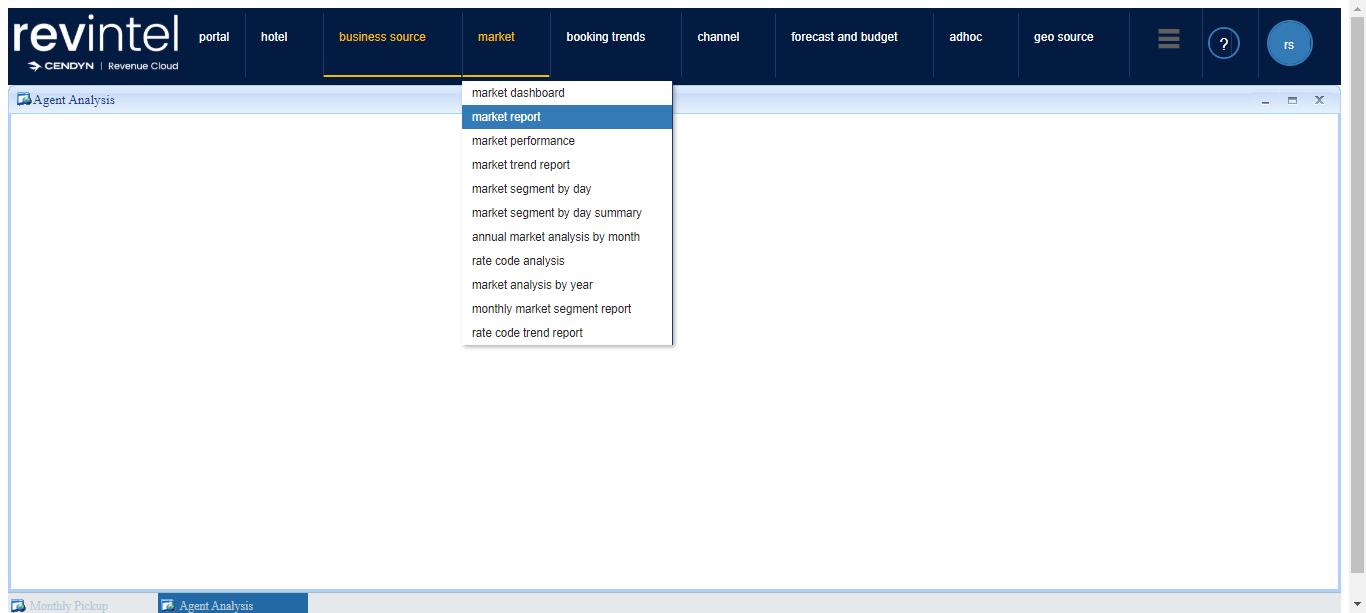 revintel
CENDYN | Revenue Cloud
portal
hotel
business source
market
booking trends
channel
forecast and budget
adhoc
geo source
?
rs
Agent Analysis
market dashboard
market report
market performance
market trend report
market segment by day
market segment by day summary
annual market analysis by month
rate code analysis
market analysis by year
monthly market segment report
rate code trend report
Monthly Pickup
Agent Analysis